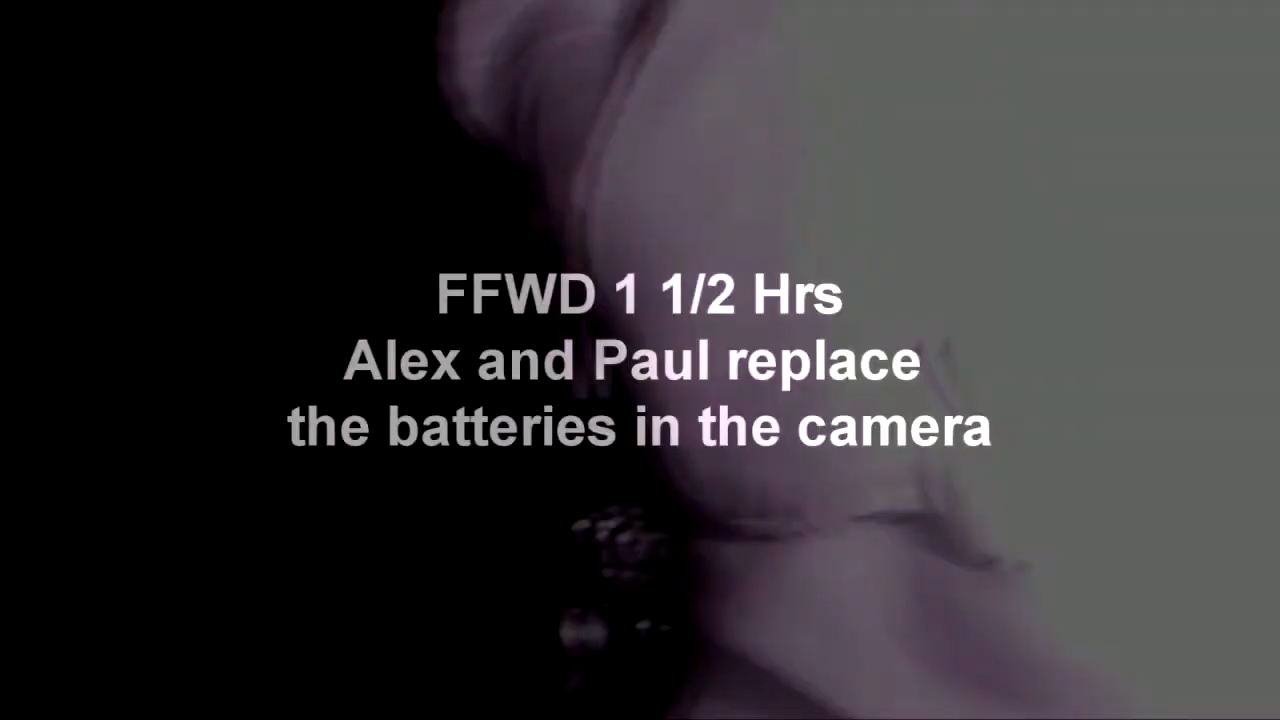 FFWD 1 1/2 Hrs
Alex and Paul replace
the batteries in the camera